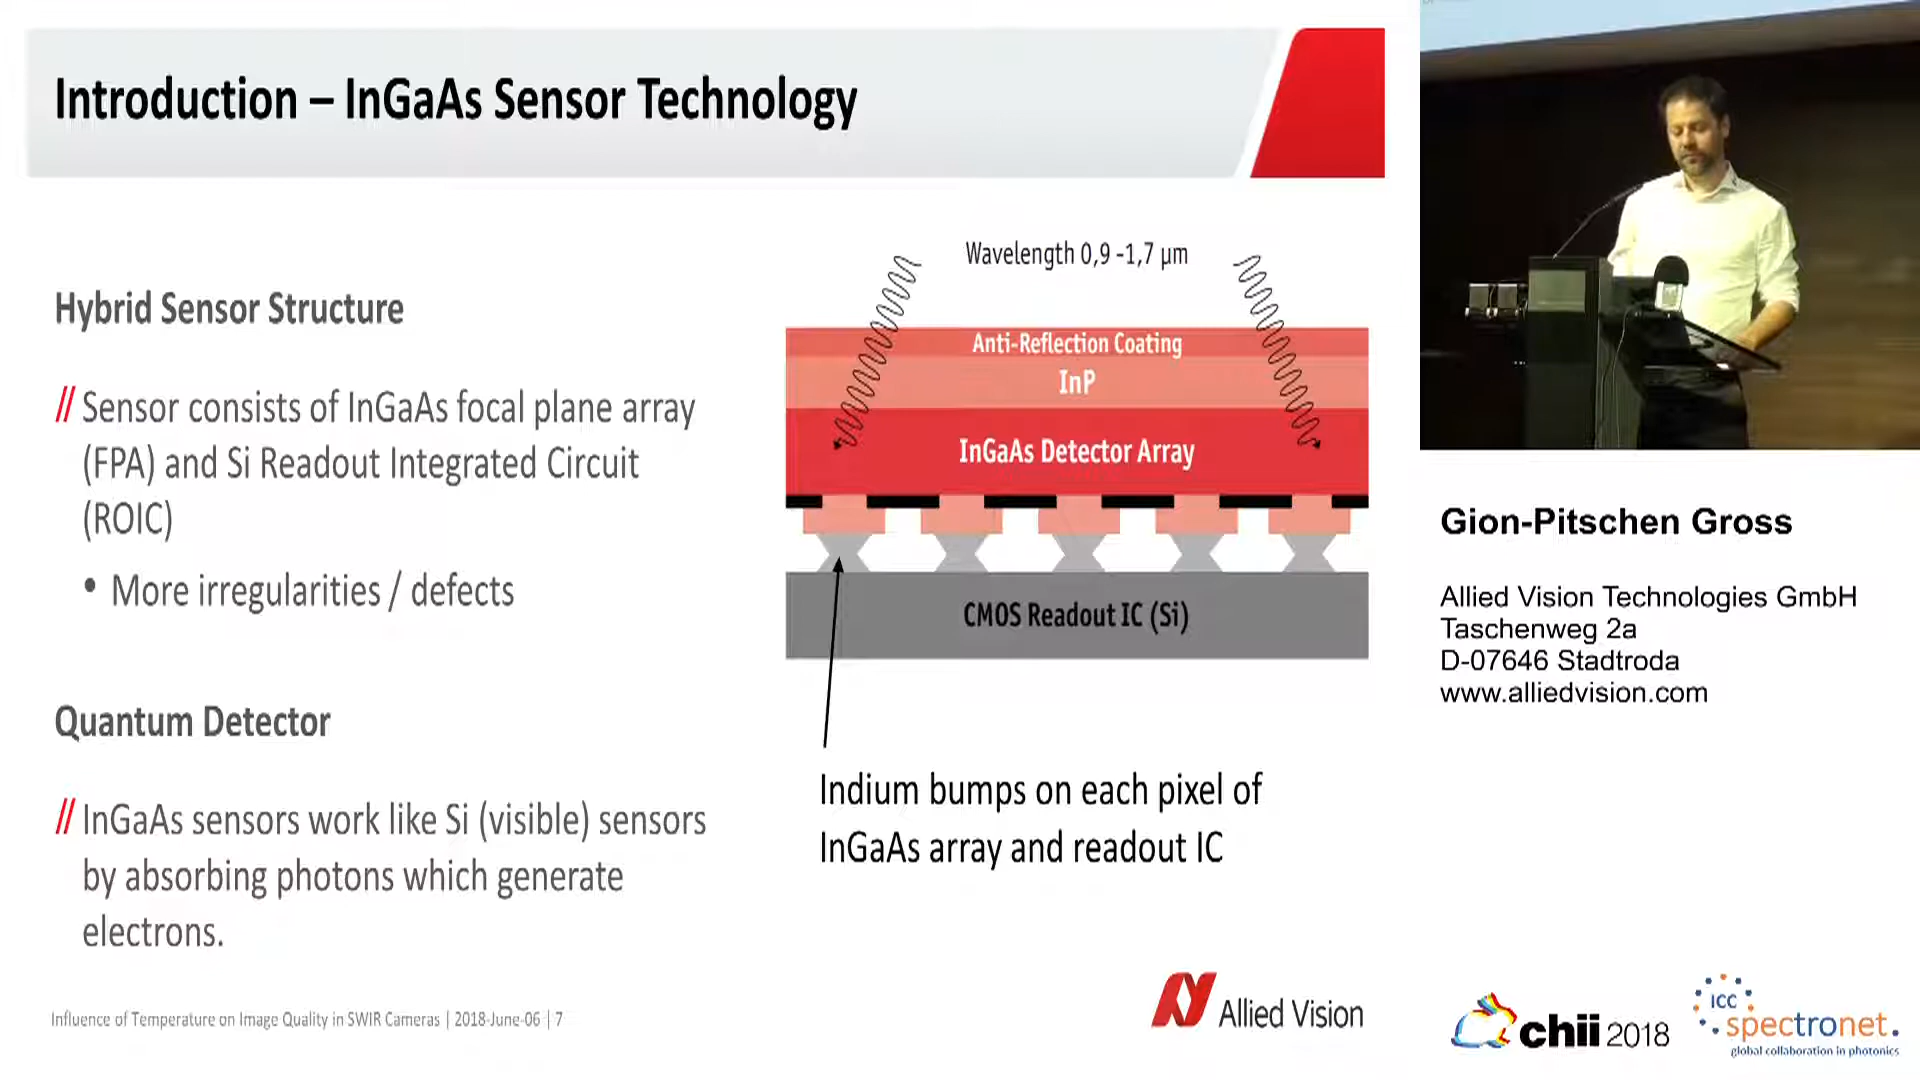 Introduction – InGaAs Sensor Technology
Hybrid Sensor Structure
// Sensor consists of InGaAs focal plane array
(FPA) and Si Readout Integrated Circuit
(ROIC)
• More irregularities / defects
Quantum Detector
// InGaAs sensors work like Si (visible) sensors
by absorbing photons which generate
electrons.
Wavelength 0,9 -1,7 µm
Anti-Reflection Coating
InP
InGaAs Detector Array
CMOS Readout IC (Si)
Indium bumps on each pixel of
InGaAs array and readout IC
Influence of Temperature on Image Quality in SWIR Cameras | 2018-June-06 | 7
Allied Vision
Gion-Pitschen Gross
Allied Vision Technologies GmbH
Taschenweg 2a
D-07646 Stadtroda
www.alliedvision.com
chii 2018
ICC
spectronet.
global collaboration in photonics